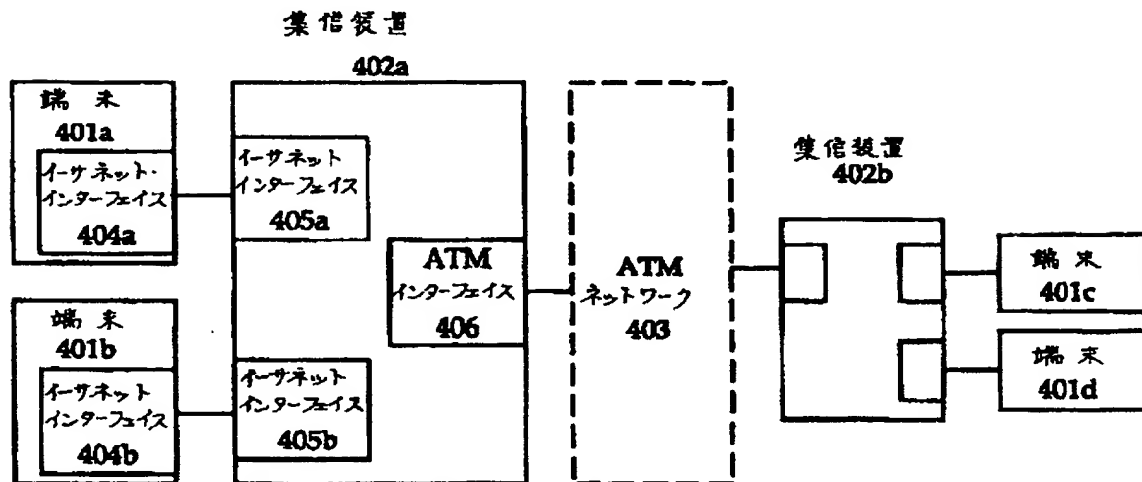 集信装置
402a
端末
401a
イーサネット・
インターフェイス
404a
イーサネット
インターフェイス
405a
ATM
インターフェイス
406
端末
401b
イーサネット
インターフェイス
404b
イーサネット
インターフェイス
405b
ATM
ネットワーク
403
集信装置
402b
端末
401c
端末
401d